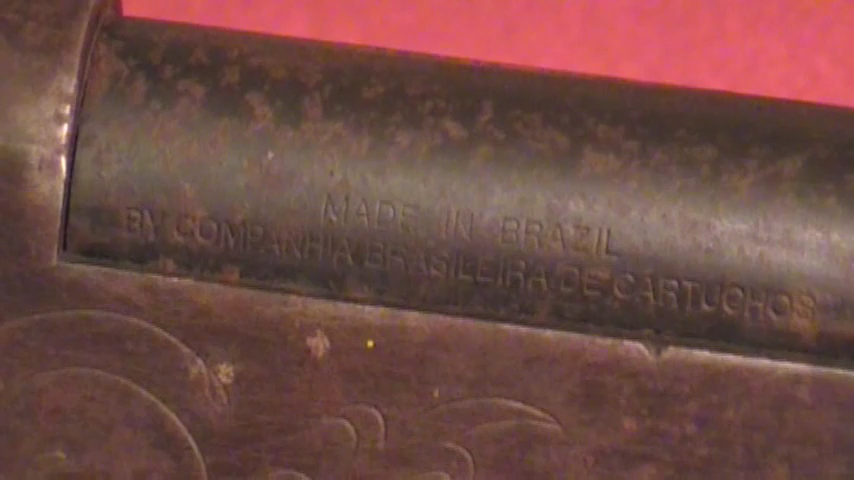 MADE IN BRAZIL
BY COMPANHIA BRASILEIRA DE CARTUCHOS